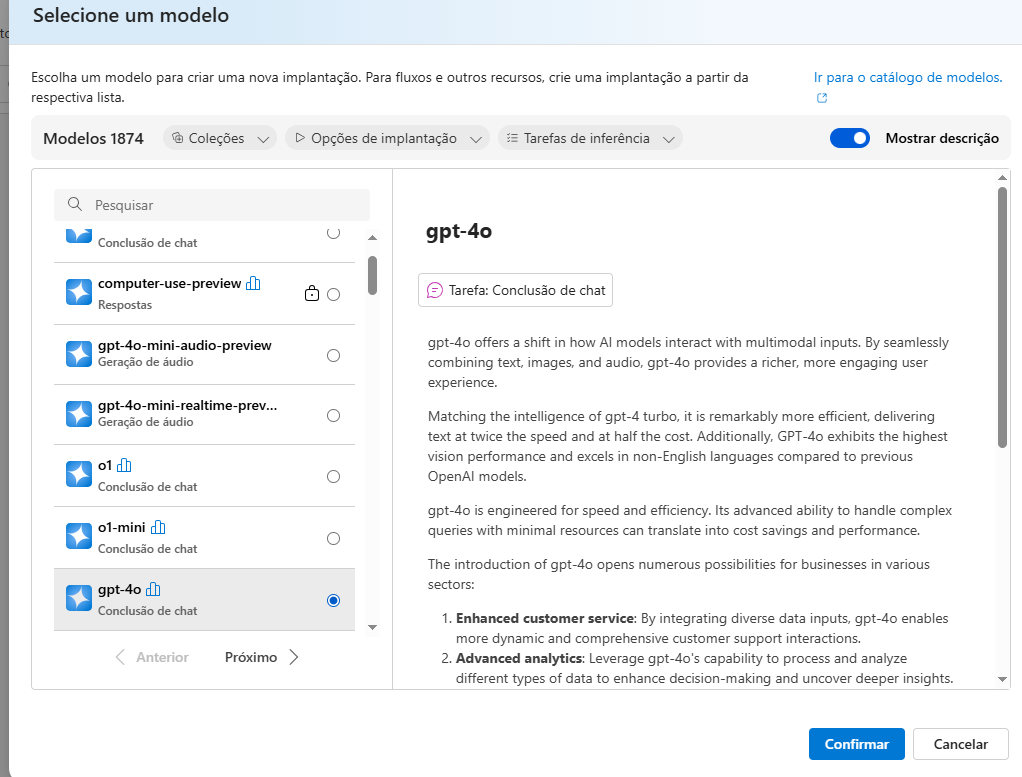 Selecione um modelo
Escolha um modelo para criar uma nova implantação. Para fluxos e outros recursos, crie uma implantação a partir da
respectiva lista.
Ir para o catálogo de modelos.
Modelos 1874
Coleções
Opções de implantação
Tarefas de inferência
Mostrar descrição
Pesquisar
Conclusão de chat
computer-use-preview
Respostas
gpt-4o-mini-audio-preview
Geração de áudio
gpt-4o-mini-realtime-prev...
Geração de áudio
o1
Conclusão de chat
o1-mini
Conclusão de chat
gpt-4o
Conclusão de chat
Anterior
Próximo
gpt-4o
Tarefa: Conclusão de chat
gpt-4o offers a shift in how AI models interact with multimodal inputs. By seamlessly
combining text, images, and audio, gpt-4o provides a richer, more engaging user
experience.
Matching the intelligence of gpt-4 turbo, it is remarkably more efficient, delivering
text at twice the speed and at half the cost. Additionally, GPT-4o exhibits the highest
vision performance and excels in non-English languages compared to previous
OpenAI models.
gpt-4o is engineered for speed and efficiency. Its advanced ability to handle complex
queries with minimal resources can translate into cost savings and performance.
The introduction of gpt-4o opens numerous possibilities for businesses in various
sectors:
1. Enhanced customer service: By integrating diverse data inputs, gpt-4o enables
more dynamic and comprehensive customer support interactions.
2. Advanced analytics: Leverage gpt-4o's capability to process and analyze
different types of data to enhance decision-making and uncover deeper insights.
Confirmar
Cancelar